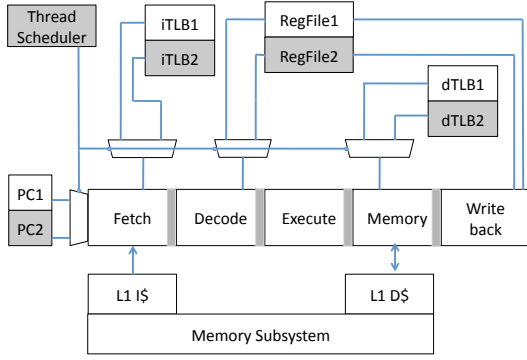 Thread
Scheduler
iTLB1
iTLB2
RegFile1
RegFile2
dTLB1
dTLB2
PC1
PC2
Fetch
Decode
Execute
Memory
Write
back
L1 I$
L1 D$
Memory Subsystem